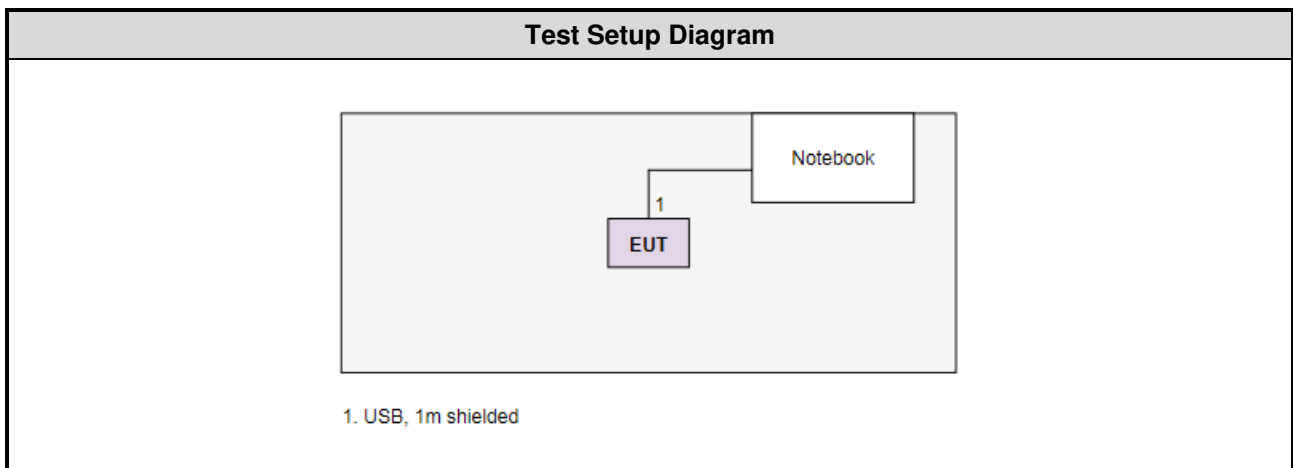 Test Setup Diagram
Notebook
1
EUT
1. USB, 1m shielded